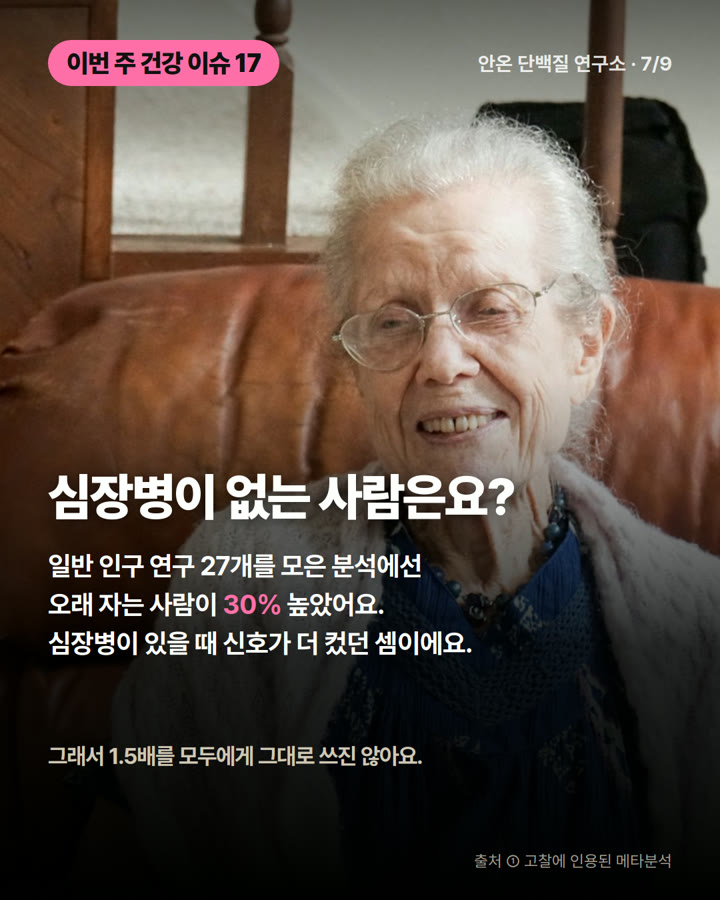 이번 주 건강 이슈 17
안온 단백질 연구소 · 7/9
심장병이 없는 사람은요?
일반 인구 연구 27개를 모은 분석에선
오래 자는 사람이 30% 높았어요.
심장병이 있을 때 신호가 더 컸던 셈이에요.
그래서 1.5배를 모두에게 그대로 쓰진 않아요.
출처 ① 고찰에 인용된 메타분석